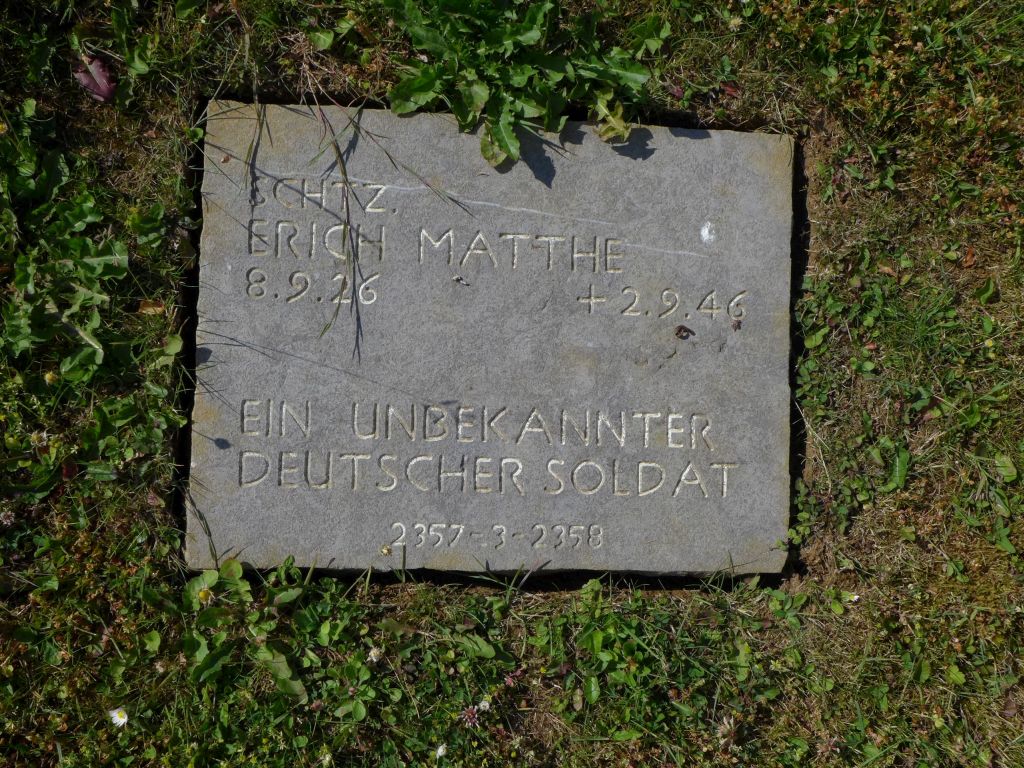 SCHTZ.
ERICH MATTHE
8.9.26 + 2.9.46
EIN UNBEKANNTER
DEUTSCHER SOLDAT
2357-3-2358